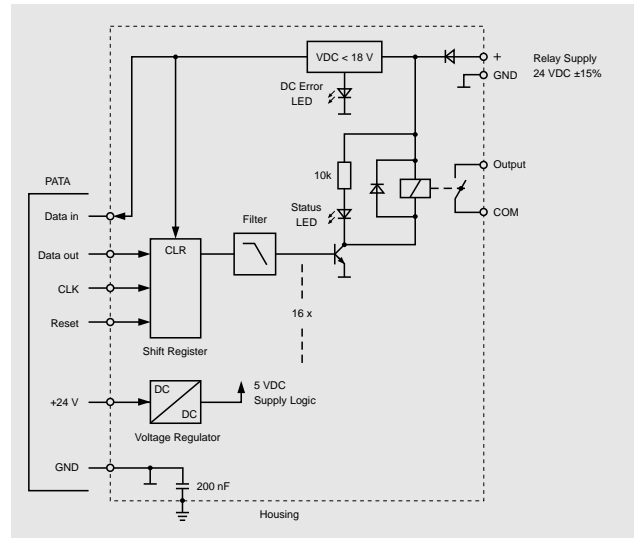 VDC < 18 V
+
Relay Supply
24 VDC ±15%
GND
DC Error
LED
10k
Output
PATA
Status
LED
COM
Data in
Filter
CLR
Data out
CLK
16 x
Reset
Shift Register
DC
DC
5 VDC
Supply Logic
+24 V
Voltage Regulator
GND
200 nF
Housing